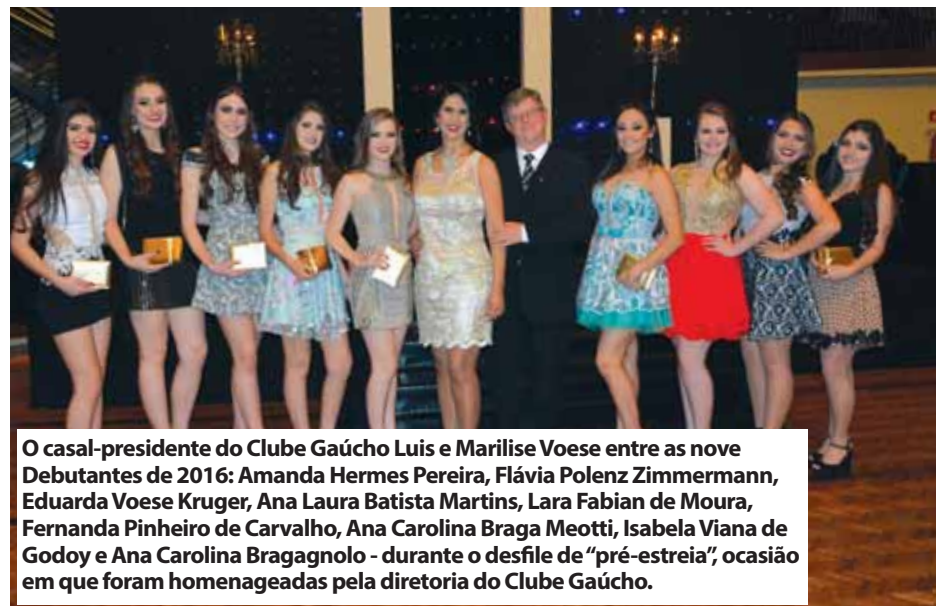 O casal-presidente do Clube Gaúcho Luis e Marilise Voese entre as nove
Debutantes de 2016: Amanda Hermes Pereira, Flávia Polenz Zimmermann,
Eduarda Voese Kruger, Ana Laura Batista Martins, Lara Fabian de Moura,
Fernanda Pinheiro de Carvalho, Ana Carolina Braga Meotti, Isabela Viana de
Godoy e Ana Carolina Bragagnolo - durante o desfile de “pré-estreia”, ocasião
em que foram homenageadas pela diretoria do Clube Gaúcho.